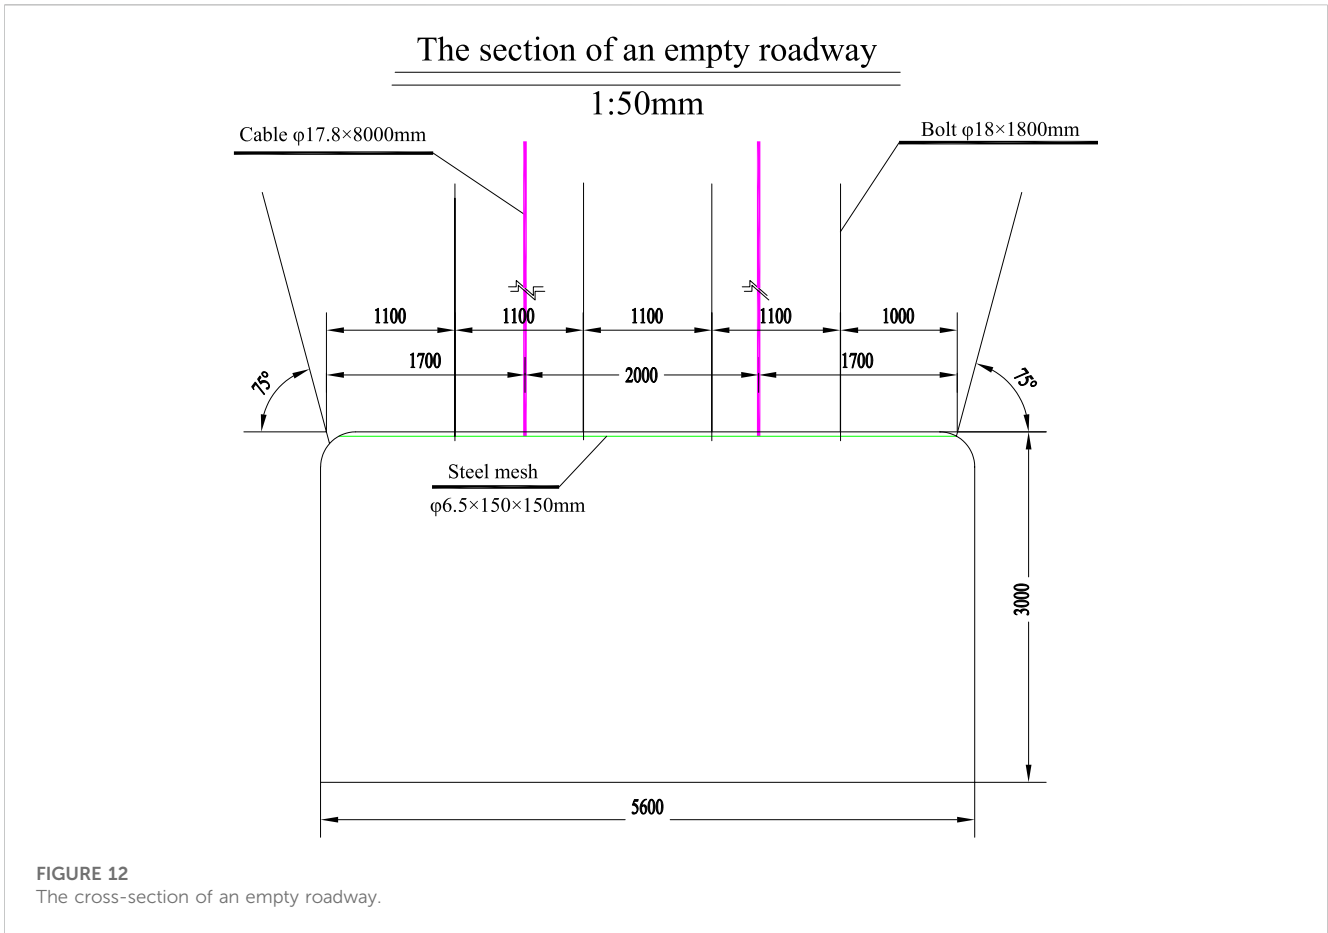 The section of an empty roadway
1:50mm
Cable φ17.8×8000mm
Bolt φ18×1800mm
1100
1100
1100
1100
1000
1700
2000
1700
75°
75°
Steel mesh
φ6.5×150×150mm
3000
5600
FIGURE 12
The cross-section of an empty roadway.